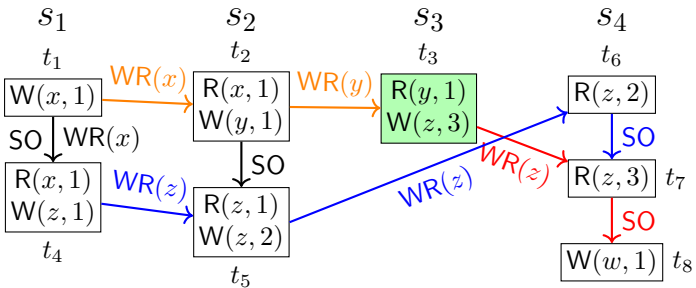 s₁ s₂ s₃ s₄
t₁ t₂ t₃ t₆
W(x, 1)
WR(x)
R(x, 1)
W(y, 1)
WR(y)
R(y, 1)
W(z, 3)
R(z, 2)
SO WR(x)
SO
WR(z)
WR(z)
SO
R(x, 1)
W(z, 1)
WR(z)
R(z, 1)
W(z, 2)
R(z, 3) t₇
SO
t₄ t₅
W(w, 1) t₈